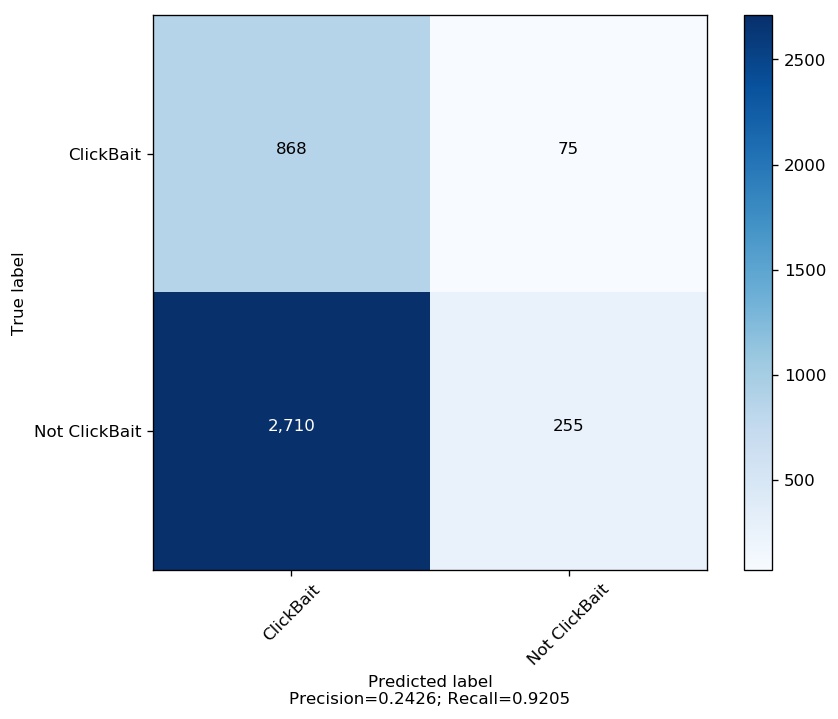 True label
ClickBait
Not ClickBait
868
75
2,710
255
ClickBait
Not ClickBait
Predicted label
Precision=0.2426; Recall=0.9205
2500
2000
1500
1000
500